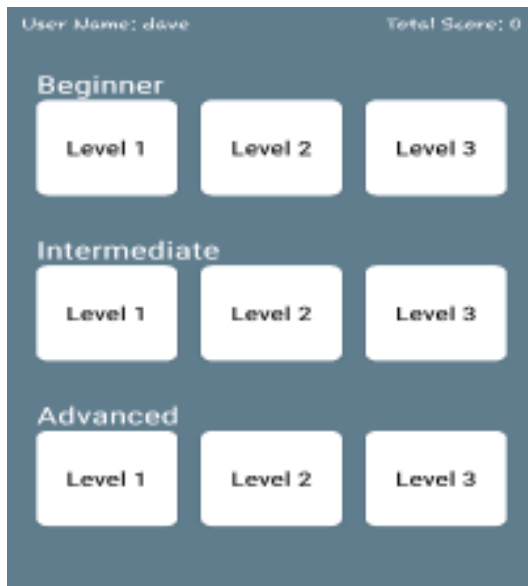 User Name: dave Total Score: 0
Beginner
Level 1 Level 2 Level 3
Intermediate
Level 1 Level 2 Level 3
Advanced
Level 1 Level 2 Level 3